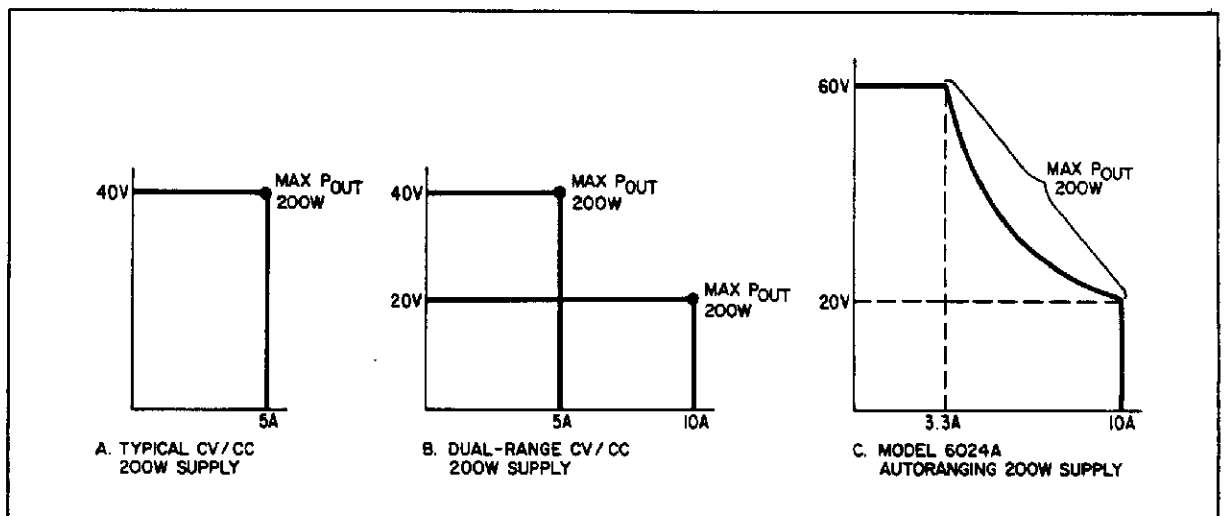 40V
MAX POUT
200W
5A
A. TYPICAL CV/CC
200W SUPPLY
40V
MAX POUT
200W
20V
MAX POUT
200W
5A
10A
B. DUAL-RANGE CV/CC
200W SUPPLY
60V
MAX POUT
200W
20V
3.3A
10A
C. MODEL 6024A
AUTORANGING 200W SUPPLY